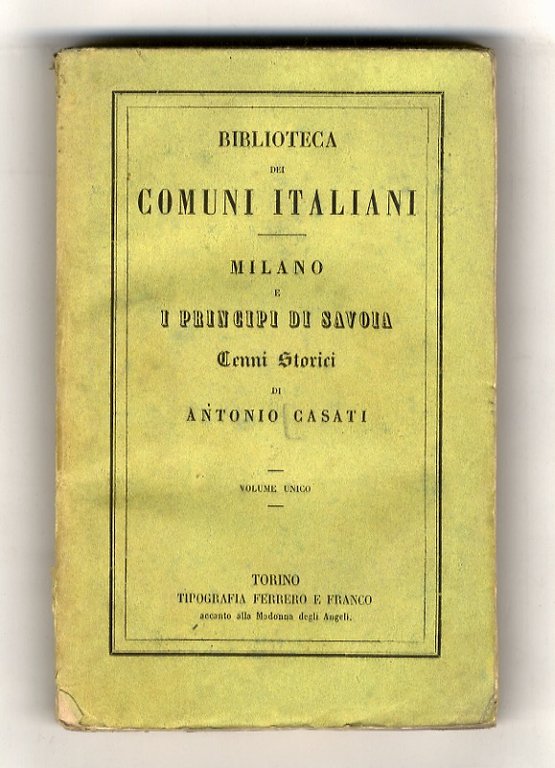 BIBLIOTECA
DEI
COMUNI ITALIANI
MILANO
E
I PRINCIPI DI SAVOIA
Cenni Storici
DI
ANTONIO CASATI
VOLUME UNICO
TORINO
TIPOGRAFIA FERRERO E FRANCO
accanto alla Madonna degli Angeli.